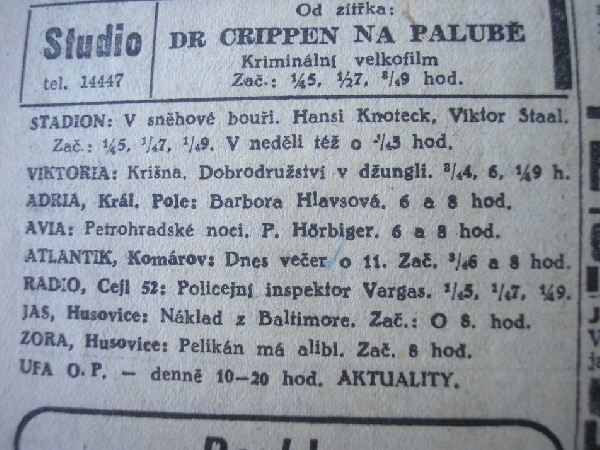 Studio
tel. 14447
Od zítřka:
DR CRIPPEN NA PALUBĚ
Kriminální velkofilm
Zač.: ¼5, ½7, ¾9 hod.
STADION: V sněhové bouři. Hansi Knoteck, Viktor Staal.
Zač.: ¼5, ¼7, ¼9. V neděli též o hod.
VIKTORIA: Krišna. Dobrodružství v džungli. ¾4, 6, ¼9 h.
ADRIA, Král. Pole: Barbora Hlavsová. 6 a 8 hod.
AVIA: Petrohradské noci. P. Hörbiger. 6 a 8 hod.
ATLANTIK, Komárov: Dnes večer o 11. Zač. ¾6 a 8 hod.
RADIO, Cejl 52: Policejní inspektor Vargas. ¼5, ¼7, ¼9.
JAS, Husovice: Náklad z Baltimore. Zač.: O 8. hod.
ZORA, Husovice: Pelikán má alibi. Zač. 8 hod.
UFA O. P. — denně 10—20 hod. AKTUALITY.